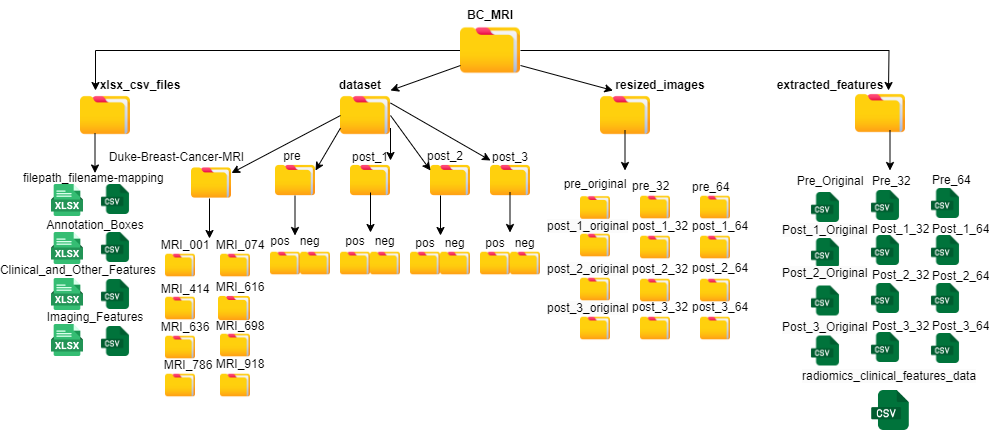 BC_MRI
xlsx_csv_files
dataset
resized_images
extracted_features
filepath_filename-mapping
XLSX CSV
Annotation_Boxes
XLSX CSV
Clinical_and_Other_Features
XLSX CSV
Imaging_Features
XLSX CSV
Duke-Breast-Cancer-MRI
pre
post_1
post_2
post_3
MRI_001 MRI_074
MRI_414 MRI_616
MRI_636 MRI_698
MRI_786 MRI_918
pos neg
pos neg
pos neg
pos neg
pre_original pre_32 pre_64
post_1_original post_1_32 post_1_64
post_2_original post_2_32 post_2_64
post_3_original post_3_32 post_3_64
Pre_Original Pre_32 Pre_64
CSV CSV CSV
Post_1_Original Post_1_32 Post_1_64
CSV CSV CSV
Post_2_Original Post_2_32 Post_2_64
CSV CSV CSV
Post_3_Original Post_3_32 Post_3_64
CSV CSV CSV
radiomics_clinical_features_data
CSV